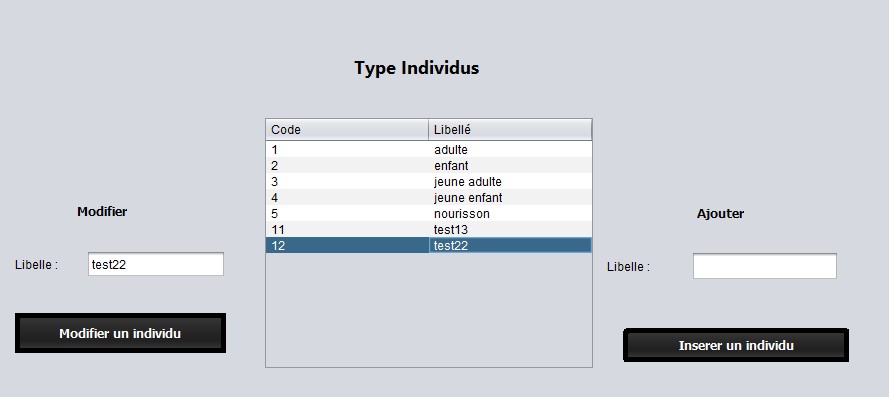 Type Individus
Code Libellé
1 adulte
2 enfant
3 jeune adulte
4 jeune enfant
5 nourisson
11 test13
12 test22
Modifier
Libelle : test22
Modifier un individu
Ajouter
Libelle :
Inserer un individu